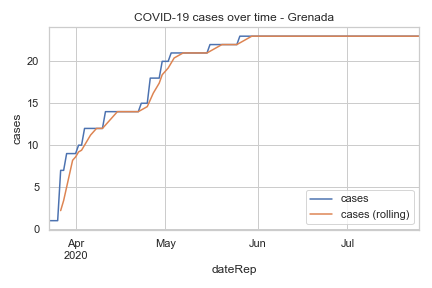 COVID-19 cases over time - Grenada
cases
20
15
10
5
0
Apr
2020
May
Jun
Jul
dateRep
cases
cases (rolling)